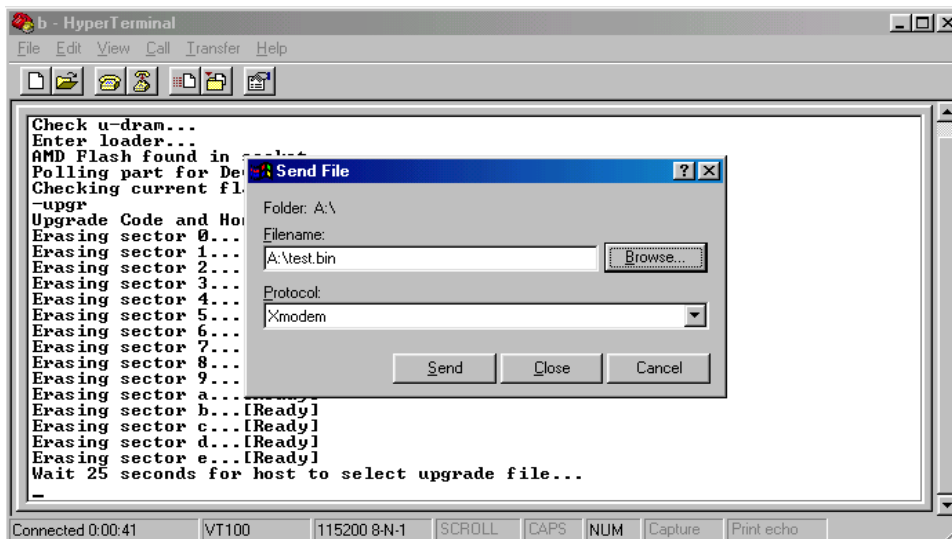 b - HyperTerminal
File Edit View Call Transfer Help
Check u-dram...
Enter loader...
AMD Flash found in
Polling part for
Checking current
-upgr
Upgrade Code and
Erasing sector 0...
Erasing sector 1...
Erasing sector 2...
Erasing sector 3...
Erasing sector 4...
Erasing sector 5...
Erasing sector 6...
Erasing sector 7...
Erasing sector 8...
Erasing sector 9...
Erasing sector a...[Ready]
Erasing sector b...[Ready]
Erasing sector c...[Ready]
Erasing sector d...[Ready]
Erasing sector e...[Ready]
Wait 25 seconds for host to select upgrade file...
Send File
Folder: A:\
Filename:
A:\test.bin
Browse...
Protocol:
Xmodem
Send Close Cancel
Connected 0:00:41 VT100 115200 8-N-1 SCROLL CAPS NUM Capture Print echo